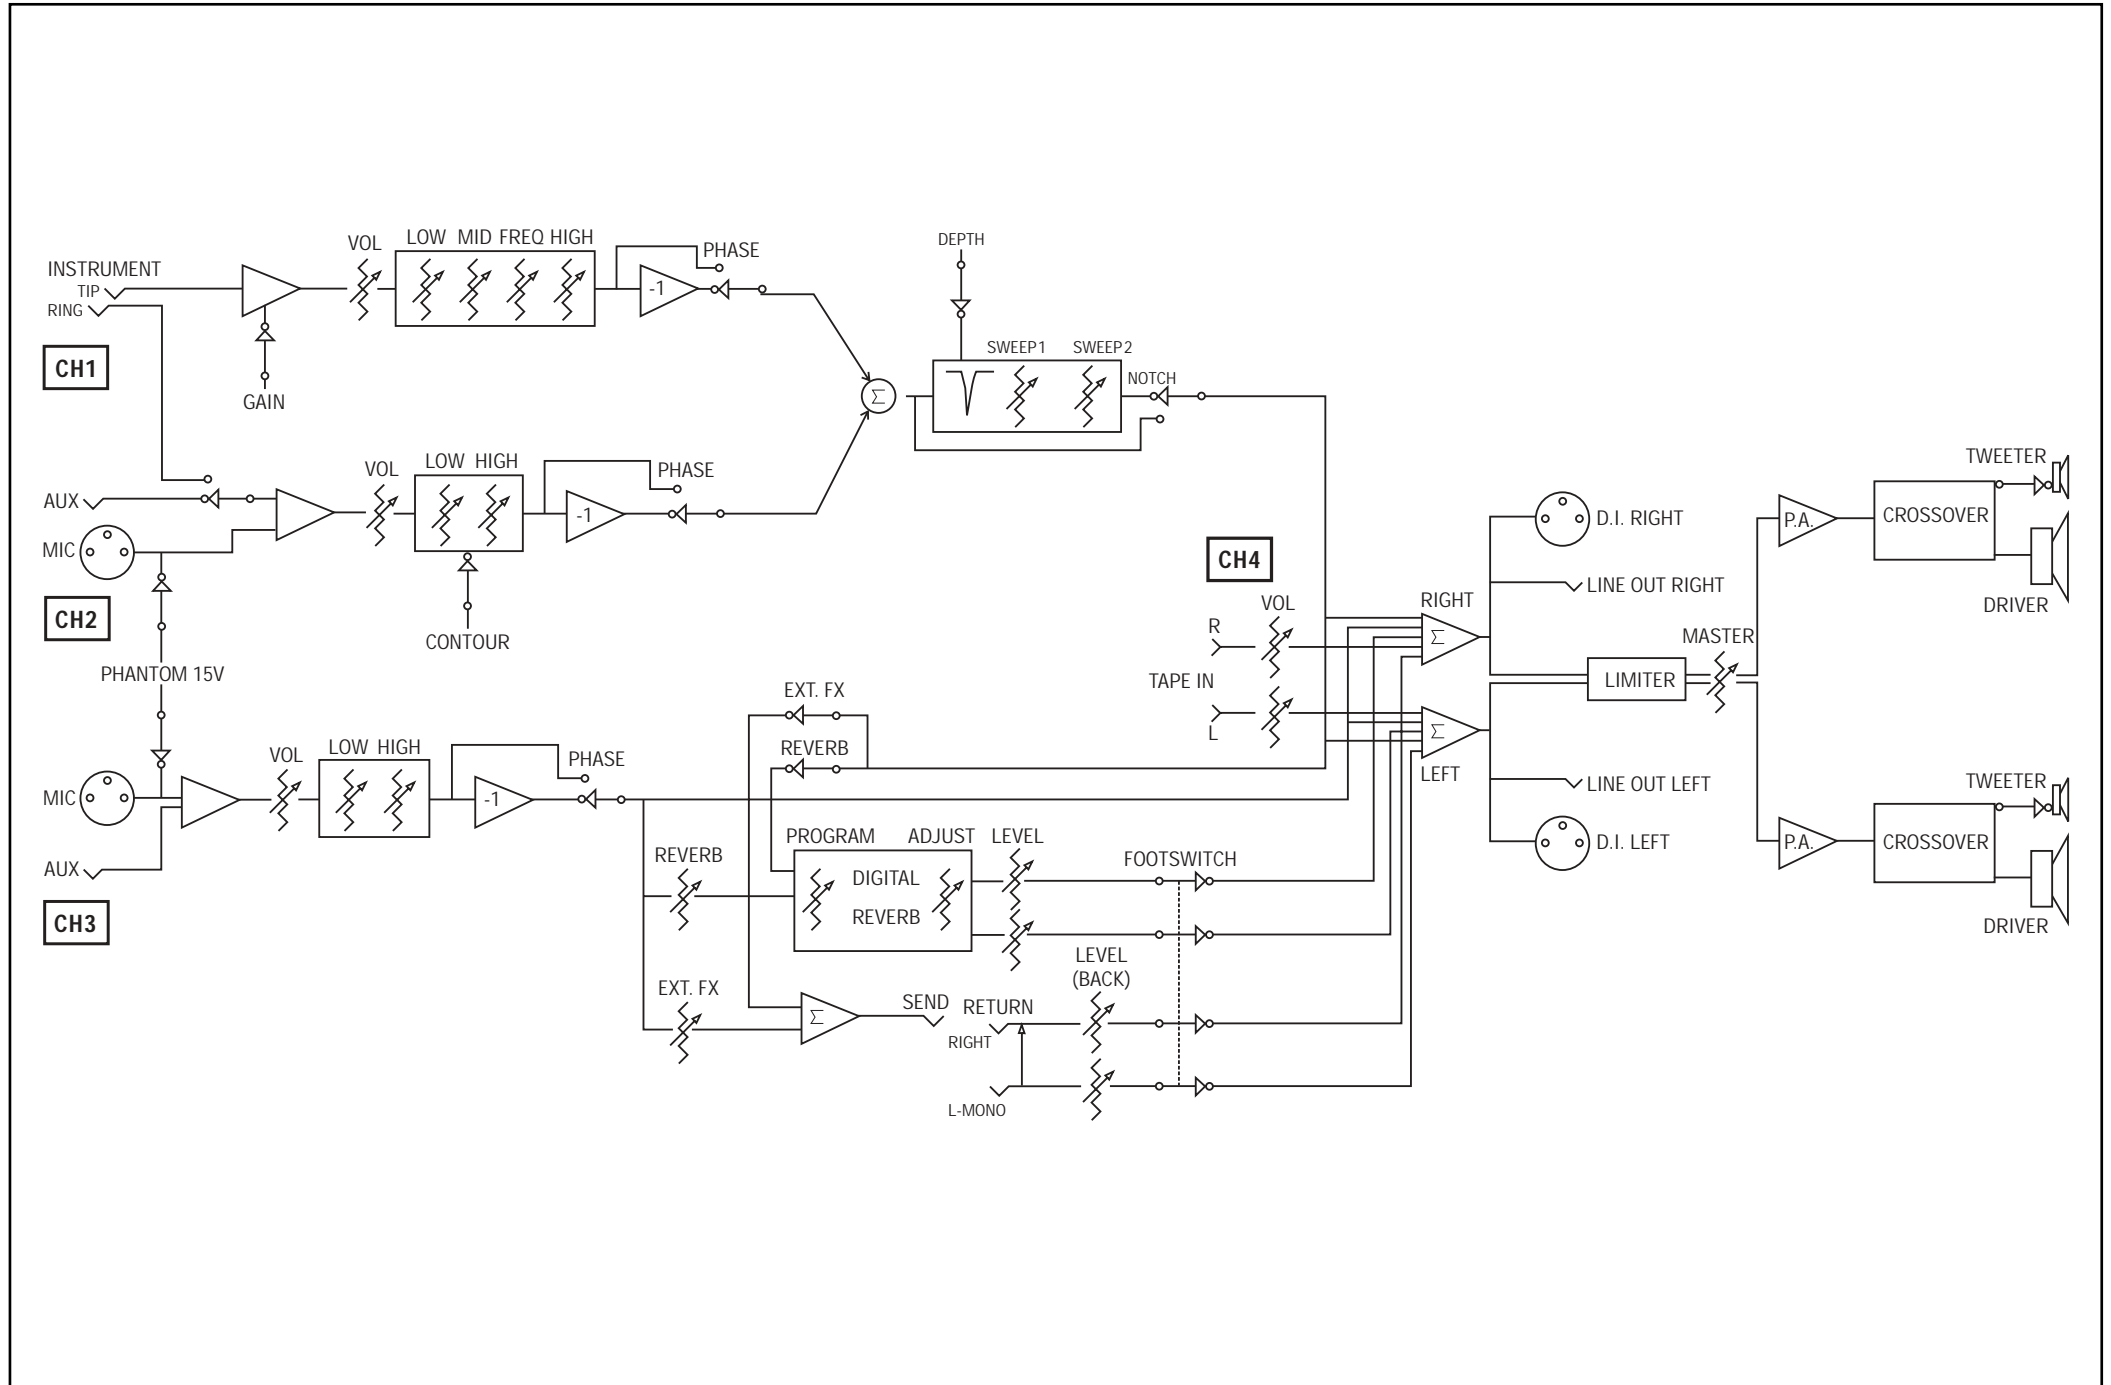 DEPTH
LOW MID FREQ HIGH
VOL
PHASE
INSTRUMENT
TIP
RING
-1
SWEEP1 SWEEP2
NOTCH
CH1
GAIN
Σ
LOW HIGH
VOL
PHASE
AUX
-1
MIC
CH2
CONTOUR
PHANTOM 15V
TWEETER
D.I. RIGHT
P.A.
CROSSOVER
CH4
LINE OUT RIGHT
DRIVER
VOL
RIGHT
R
Σ
MASTER
TAPE IN
LIMITER
L
Σ
LEFT
EXT. FX
REVERB
LOW HIGH
VOL
PHASE
MIC
-1
LINE OUT LEFT
TWEETER
PROGRAM ADJUST LEVEL
D.I. LEFT
P.A.
CROSSOVER
REVERB
FOOTSWITCH
AUX
DIGITAL
REVERB
CH3
DRIVER
LEVEL
(BACK)
EXT. FX
Σ
SEND
RETURN
RIGHT
L-MONO